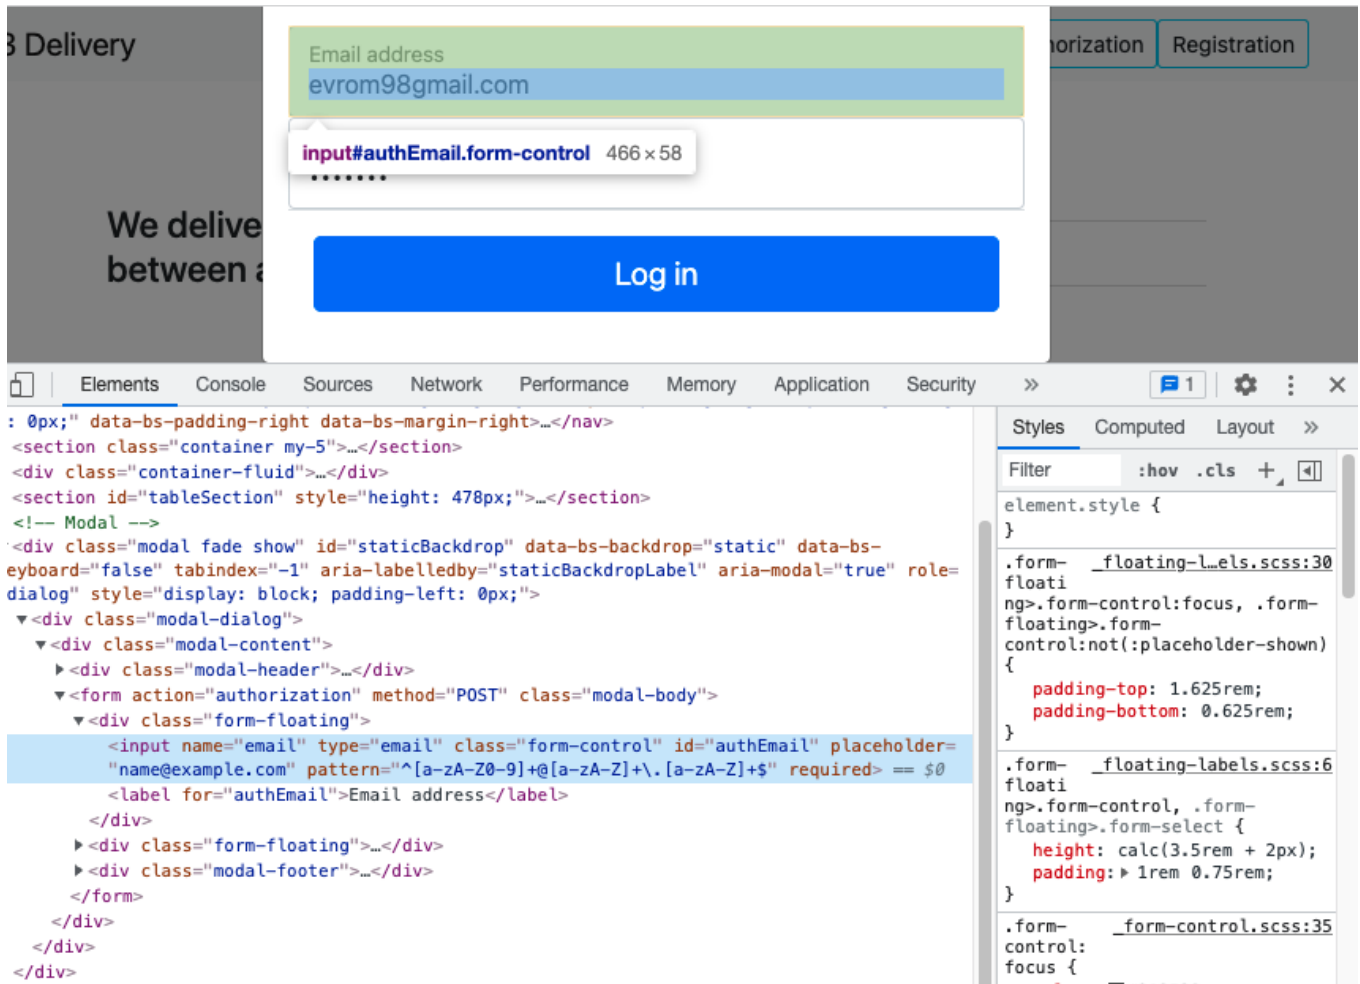 Delivery
Email address
evrom98gmail.com
Registration
input#authEmail.form-control 466 × 58
•••••••
We delive
between
Log in
Elements Console Sources Network Performance Memory Application Security » 1
: 0px;" data-bs-padding-right data-bs-margin-right>…</nav>
<section class="container my-5">…</section>
<div class="container-fluid">…</div>
<section id="tableSection" style="height: 478px;">…</section>
<!-- Modal -->
<div class="modal fade show" id="staticBackdrop" data-bs-backdrop="static" data-bs-
eyboard="false" tabindex="-1" aria-labelledby="staticBackdropLabel" aria-modal="true" role=
dialog" style="display: block; padding-left: 0px;">
▼<div class="modal-dialog">
▼<div class="modal-content">
▶<div class="modal-header">…</div>
▼<form action="authorization" method="POST" class="modal-body">
▼<div class="form-floating">
<input name="email" type="email" class="form-control" id="authEmail" placeholder=
"name@example.com" pattern="^[a-zA-Z0-9]+@[a-zA-Z]+\.[a-zA-Z]+$" required> == $0
<label for="authEmail">Email address</label>
</div>
▶<div class="form-floating">…</div>
▶<div class="modal-footer">…</div>
</form>
</div>
</div>
</div>
Styles Computed Layout »
Filter :hov .cls +
element.style {
}
.form- _floating-l…els.scss:30
floati
ng>.form-control:focus, .form-
floating>.form-
control:not(:placeholder-shown)
{
padding-top: 1.625rem;
padding-bottom: 0.625rem;
}
.form- _floating-labels.scss:6
floati
ng>.form-control, .form-
floating>.form-select {
height: calc(3.5rem + 2px);
padding:▶ 1rem 0.75rem;
}
.form- _form-control.scss:35
control:
focus {